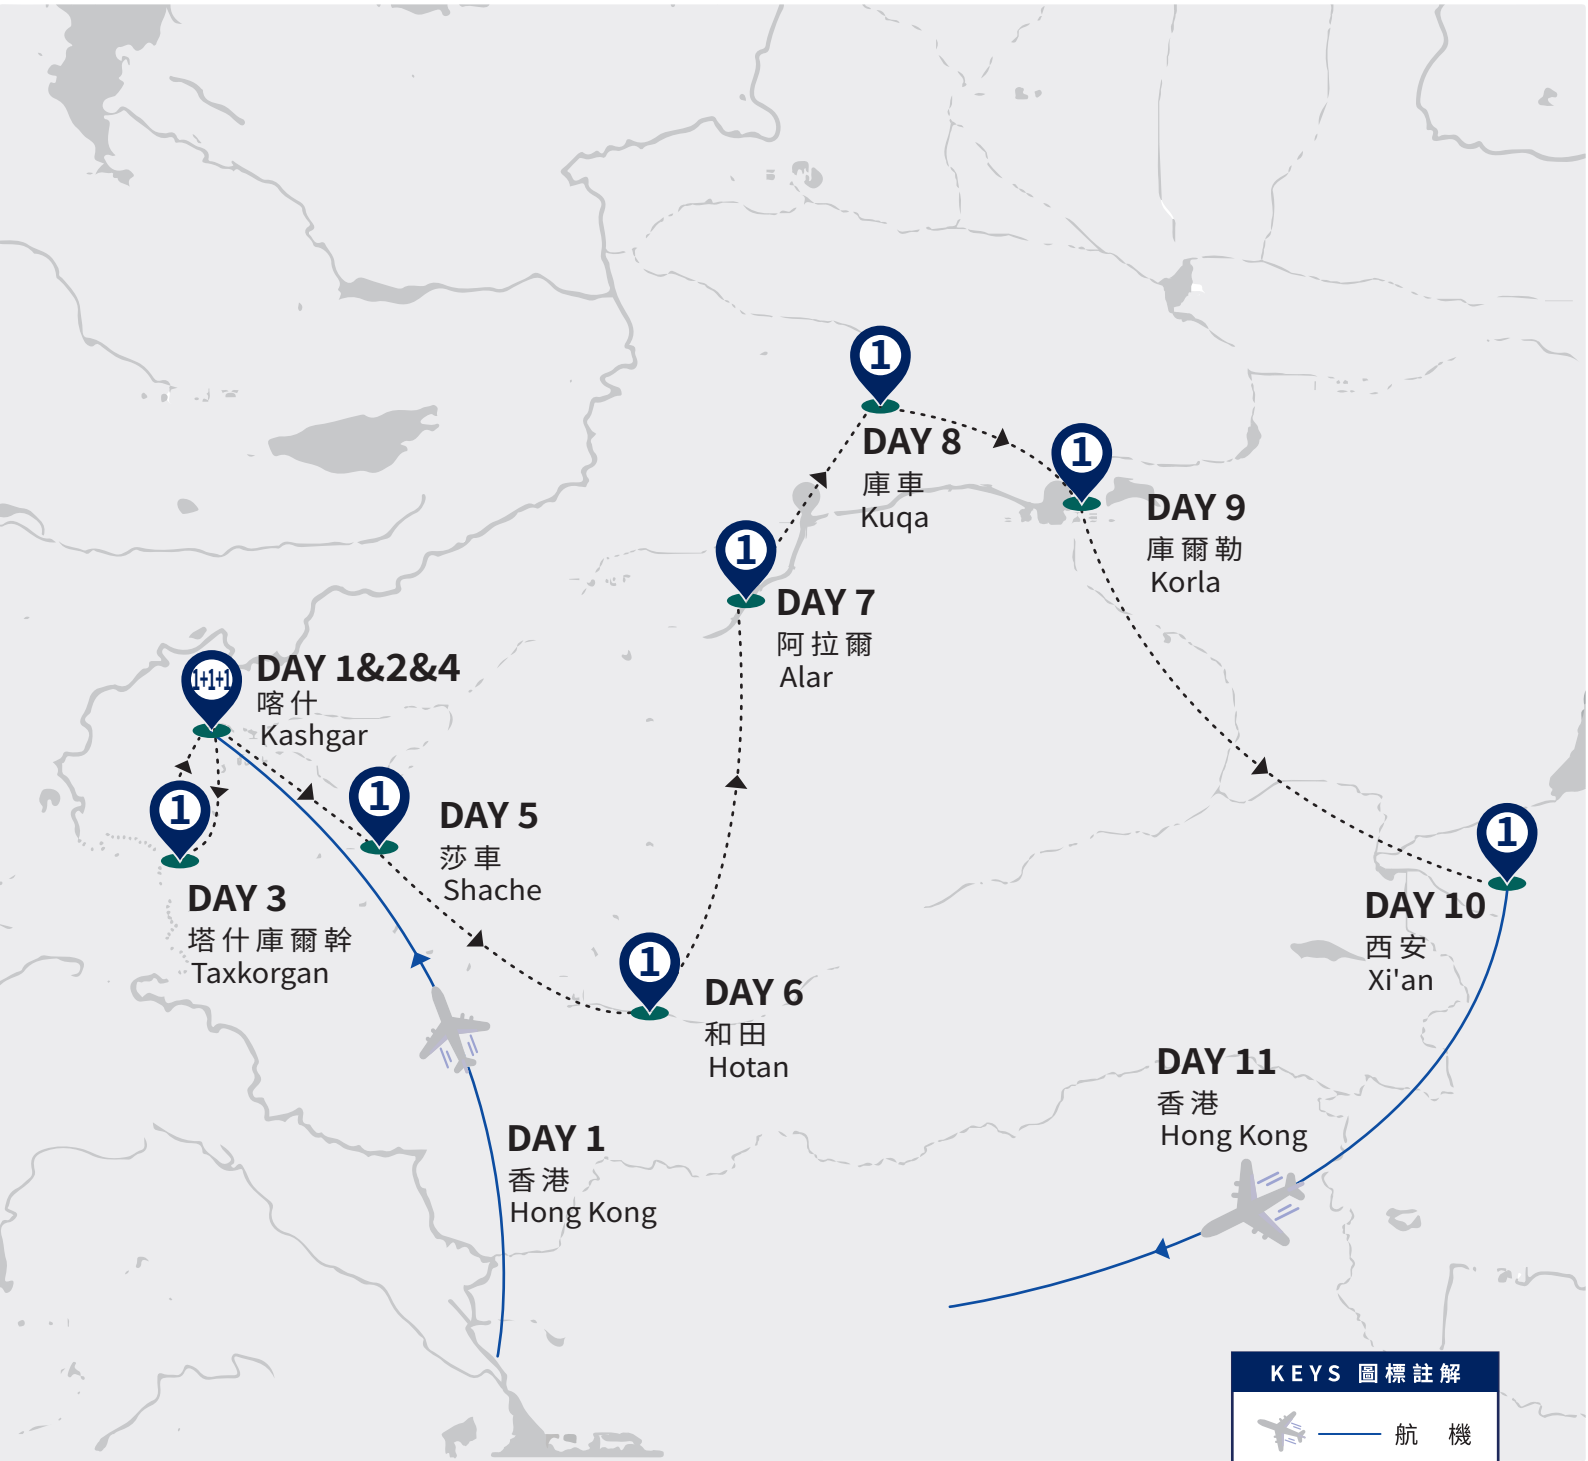 1
DAY 8
庫車
Kuqa
1
DAY 9
庫爾勒
Korla
1
DAY 7
阿拉爾
Alar
1+1+1
DAY 1&2&4
喀什
Kashgar
1
DAY 5
莎車
Shache
1
DAY 3
塔什庫爾幹
Taxkorgan
1
DAY 10
西安
Xi'an
1
DAY 6
和田
Hotan
DAY 11
香港
Hong Kong
DAY 1
香港
Hong Kong
KEYS 圖標註解
航 機